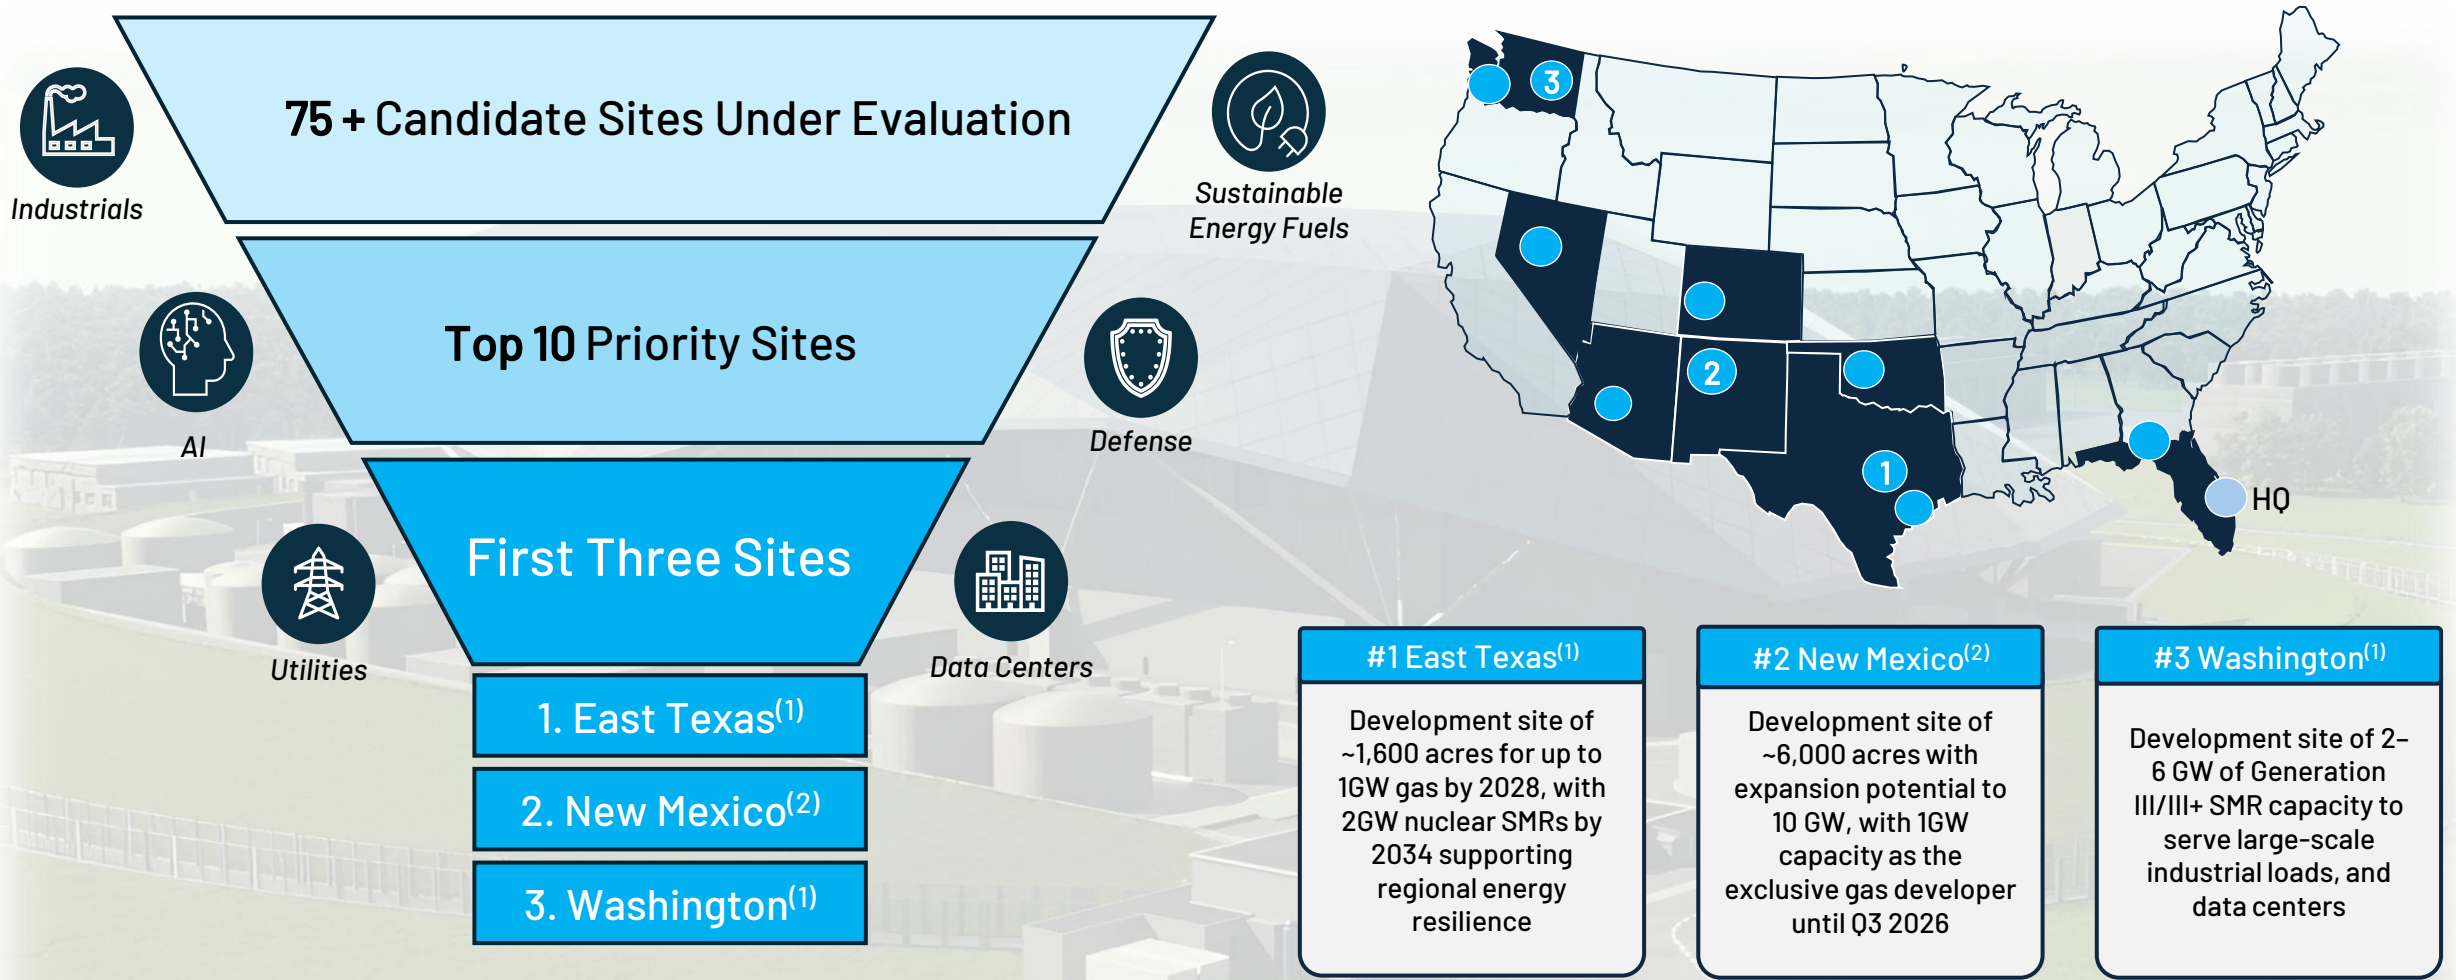 75 + Candidate Sites Under Evaluation
Industrials
Sustainable
Energy Fuels
Top 10 Priority Sites
AI
Defense
First Three Sites
Utilities
Data Centers
1. East Texas(1)
2. New Mexico(2)
3. Washington(1)
3
2
1
HQ
#1 East Texas(1)
Development site of
~1,600 acres for up to
1GW gas by 2028, with
2GW nuclear SMRs by
2034 supporting
regional energy
resilience
#2 New Mexico(2)
Development site of
~6,000 acres with
expansion potential to
10 GW, with 1GW
capacity as the
exclusive gas developer
until Q3 2026
#3 Washington(1)
Development site of 2–
6 GW of Generation
III/III+ SMR capacity to
serve large-scale
industrial loads, and
data centers